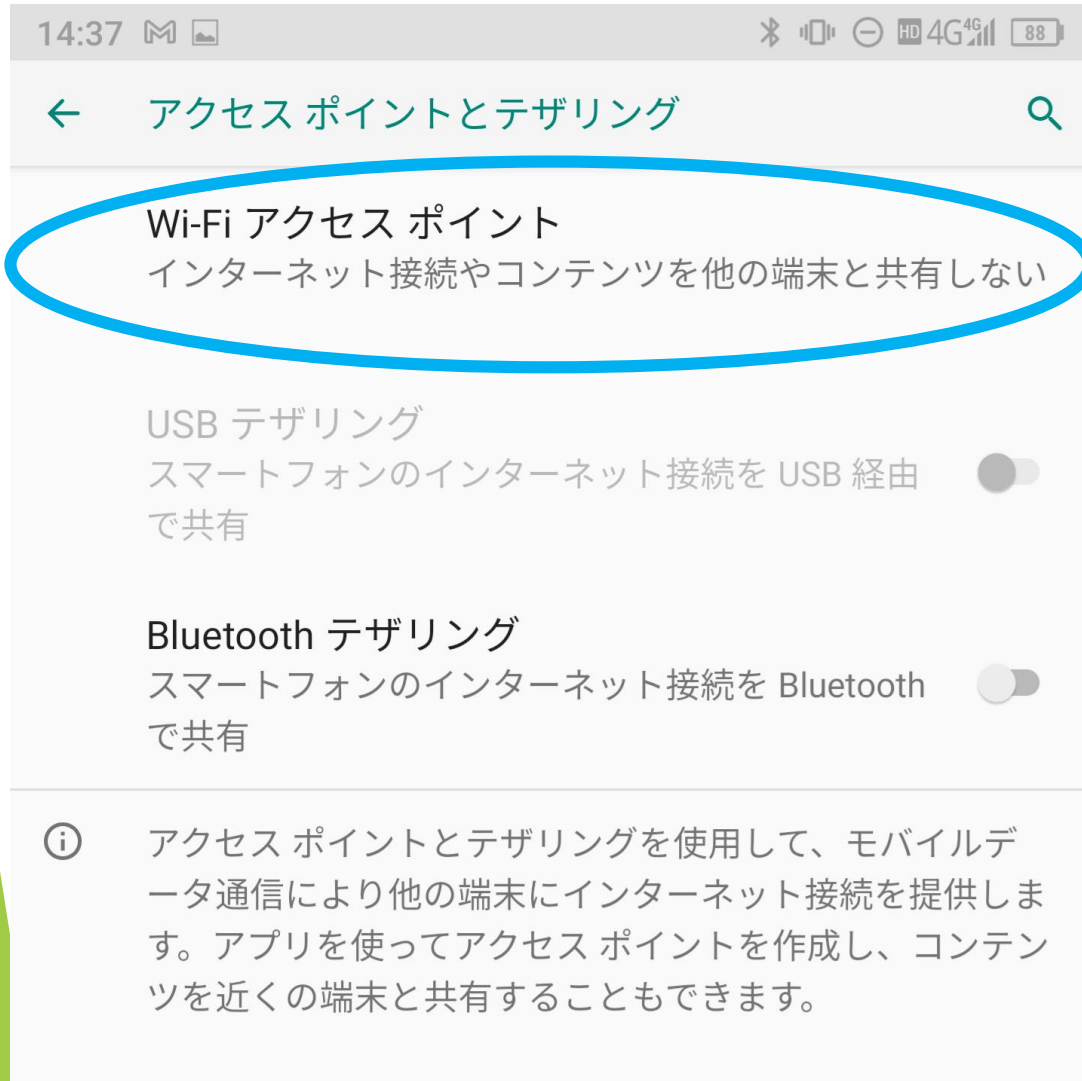 14:37 HD 4G 4G 88
アクセス ポイントとテザリング
Wi-Fi アクセス ポイント
インターネット接続やコンテンツを他の端末と共有しない
USB テザリング
スマートフォンのインターネット接続を USB 経由
で共有
Bluetooth テザリング
スマートフォンのインターネット接続を Bluetooth
で共有
アクセス ポイントとテザリングを使用して、モバイルデ
ータ通信により他の端末にインターネット接続を提供しま
す。アプリを使ってアクセス ポイントを作成し、コンテン
ツを近くの端末と共有することもできます。